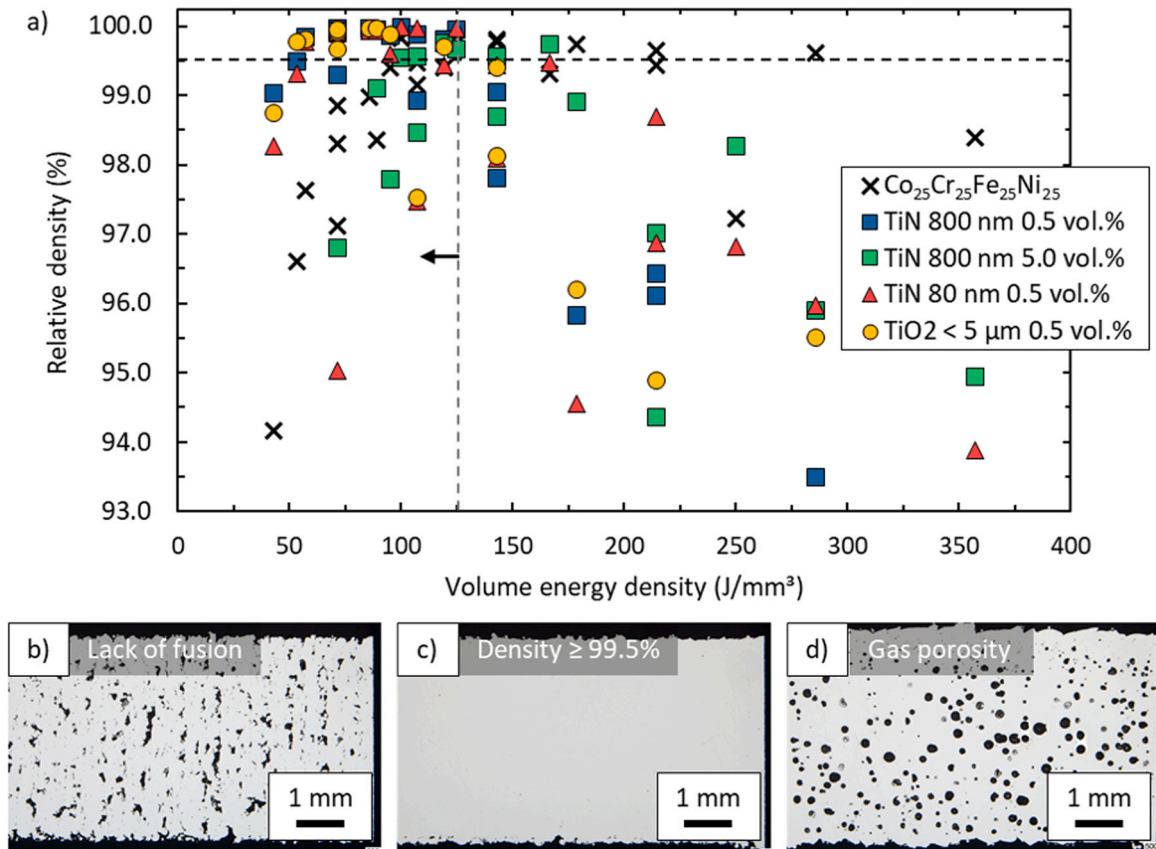 a)
100.0
99.0
98.0
97.0
96.0
95.0
94.0
93.0
Relative density (%)
0 50 100 150 200 250 300 350 400
Volume energy density (J/mm³)
Co₂₅Cr₂₅Fe₂₅Ni₂₅
TiN 800 nm 0.5 vol.%
TiN 800 nm 5.0 vol.%
TiN 80 nm 0.5 vol.%
TiO2 < 5 µm 0.5 vol.%
b) Lack of fusion
1 mm
c) Density ≥ 99.5%
1 mm
d) Gas porosity
1 mm